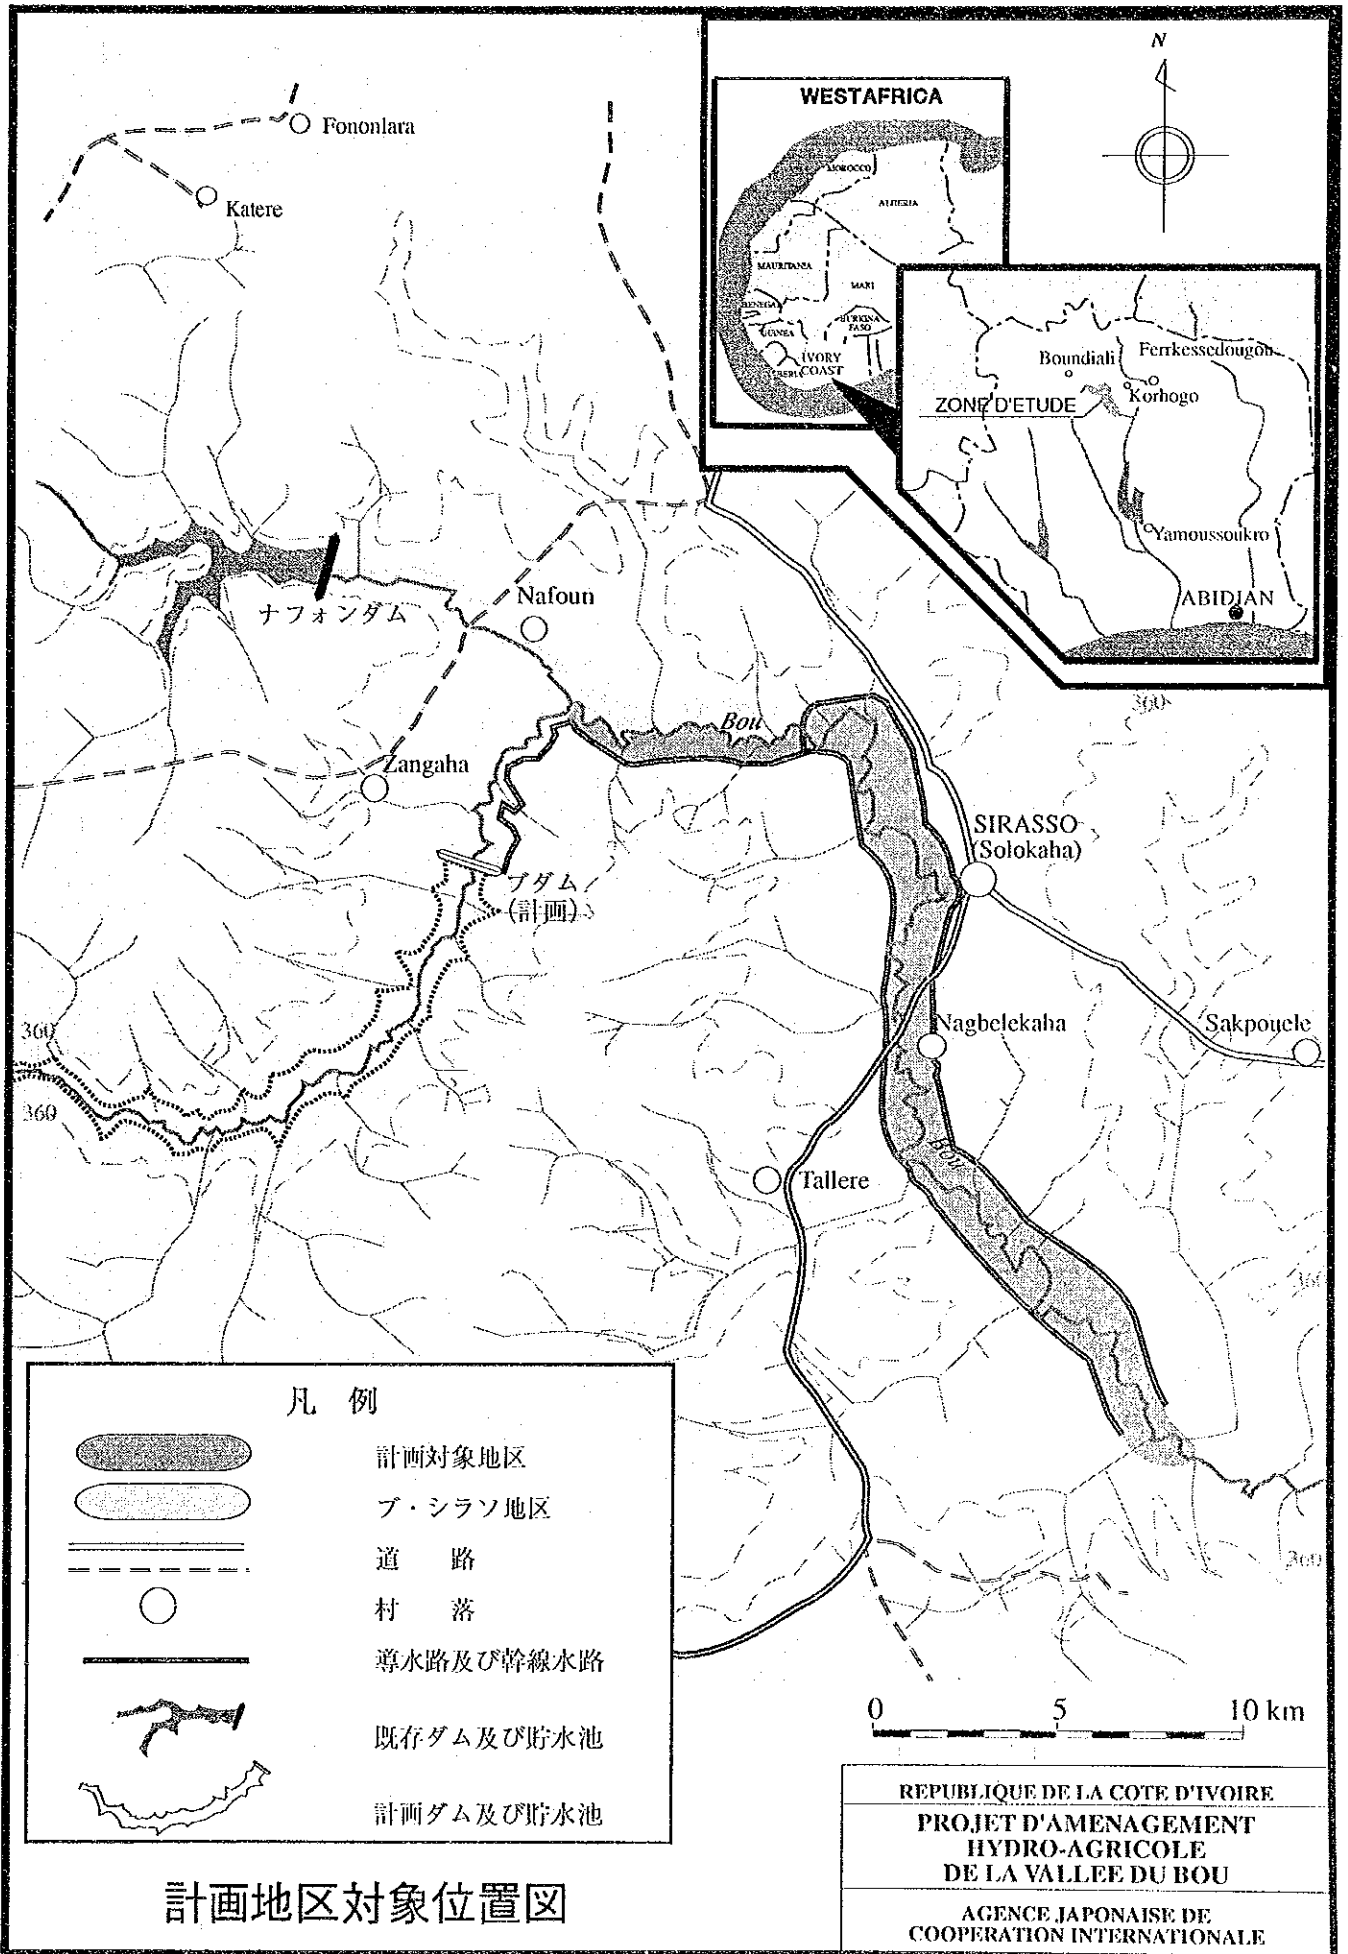 N
WESTAFRICA
MOROCCO
MAURITANIA
GUINEA
BURKINA
FASO
IVORY
COAST
Boundiali
Ferrkessedougou
Korhogo
ZONE D'ETUDE
Yamoussoukro
ABIDJAN
Fononlara
Katere
ナフォンダム
Nafoun
Bou
360
Zangaha
SIRASSO
(Solokaha)
ブダム
(計画)
360
Nagbelekaha
Sakpouele
360
Bou
Tallere
360
360
凡 例
計画対象地区
ブ・シラソ地区
道 路
村 落
導水路及び幹線水路
既存ダム及び貯水池
計画ダム及び貯水池
0 5 10 km
計画地区対象位置図
REPUBLIQUE DE LA COTE D'IVOIRE
PROJET D'AMENAGEMENT
HYDRO-AGRICOLE
DE LA VALLEE DU BOU
AGENCE JAPONAISE DE
COOPERATION INTERNATIONALE